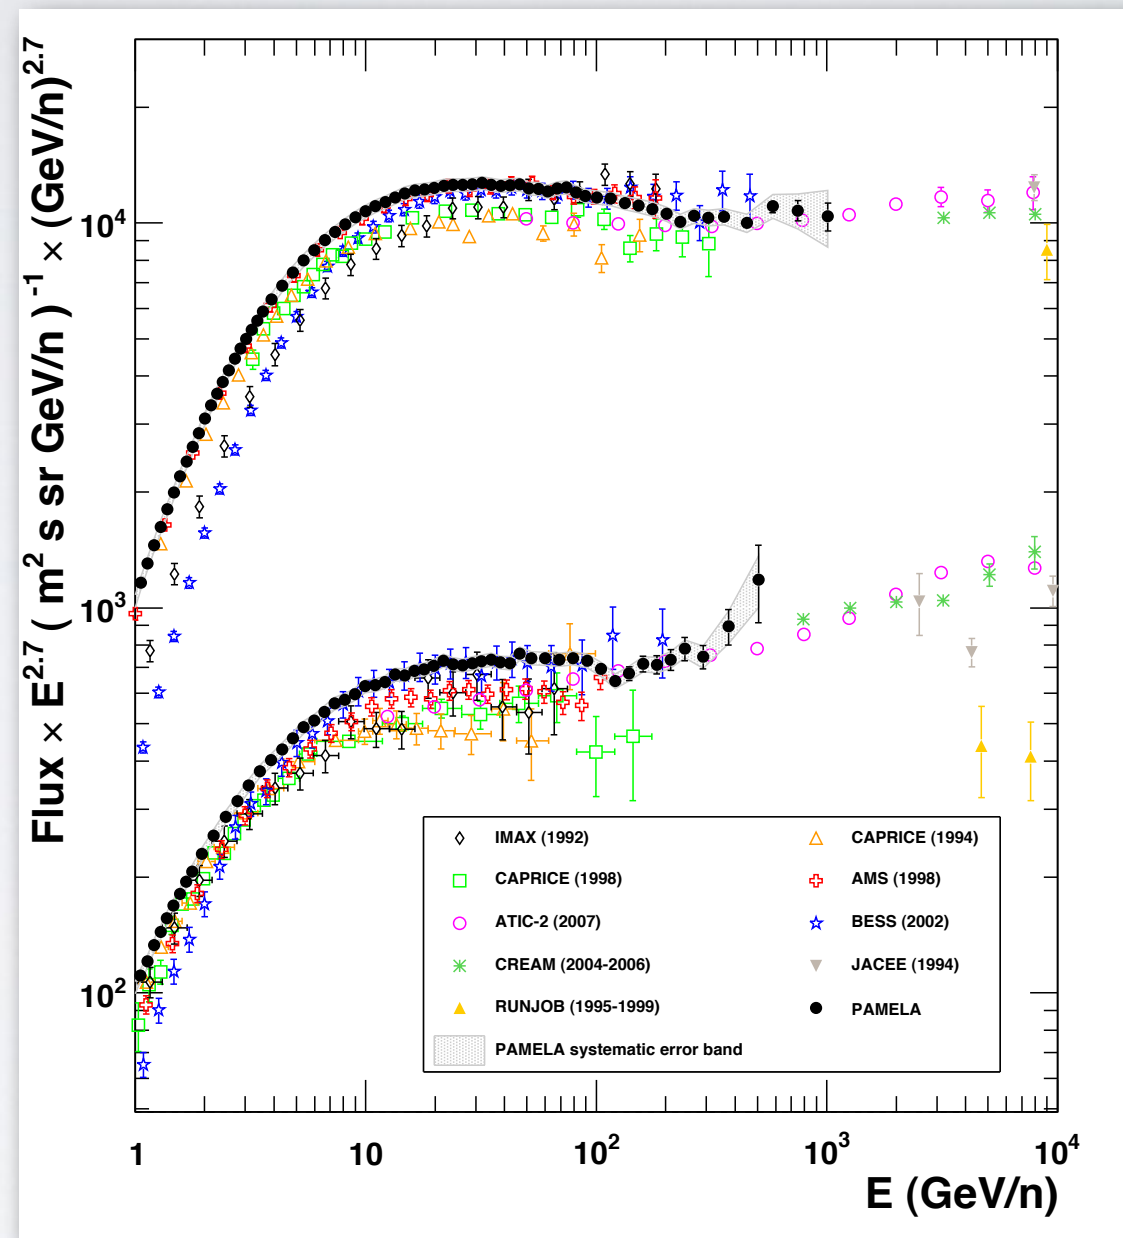 Flux × E^2.7 ( m^2 s sr GeV/n ) ^-1 × (GeV/n)^2.7
10^4
10^3
10^2
IMAX (1992)
CAPRICE (1994)
CAPRICE (1998)
AMS (1998)
ATIC-2 (2007)
BESS (2002)
CREAM (2004-2006)
JACEE (1994)
RUNJOB (1995-1999)
PAMELA
PAMELA systematic error band
1 10 10^2 10^3 10^4
E (GeV/n)